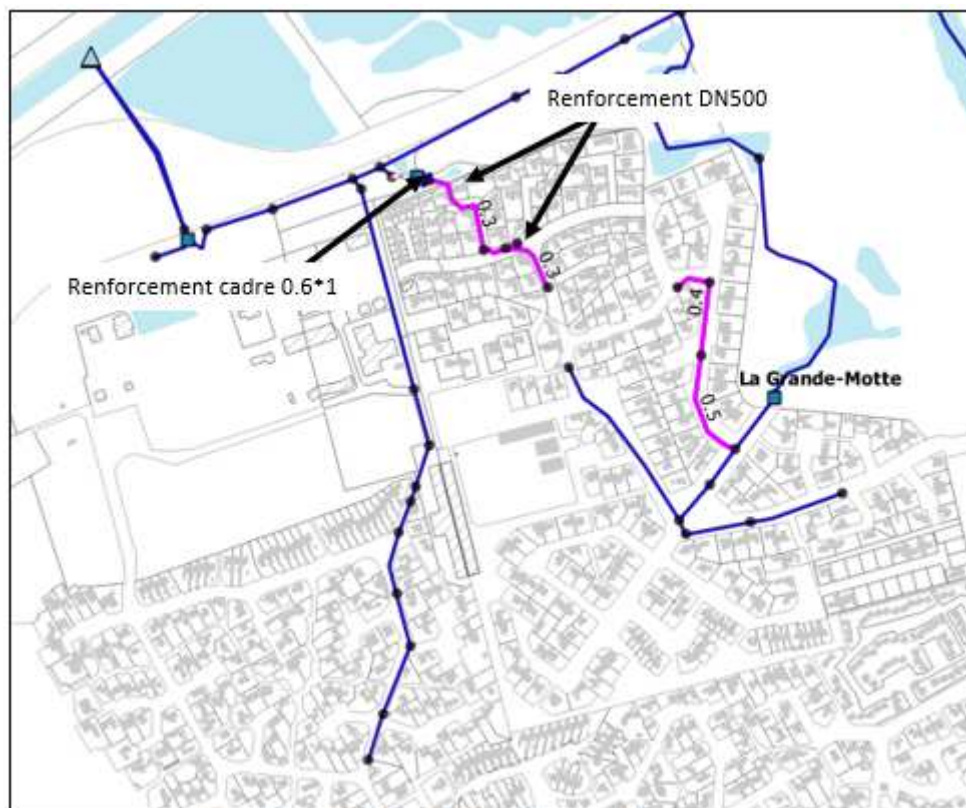 Renforcement DN500
0.3
0.3
Renforcement cadre 0.6*1
0.4
La Grande-Motte
0.5